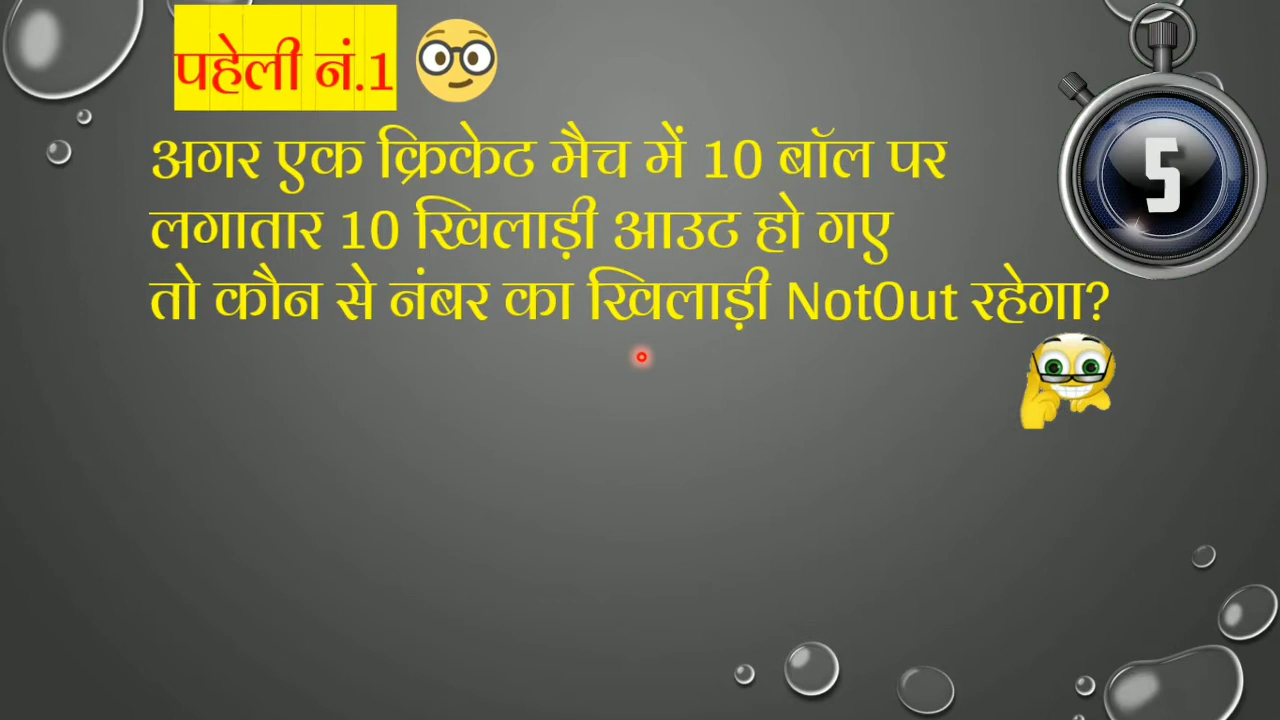 पहेली नं.1
5
अगर एक क्रिकेट मैच में 10 बॉल पर
लगातार 10 खिलाड़ी आउट हो गए
तो कौन से नंबर का खिलाड़ी NotOut रहेगा?